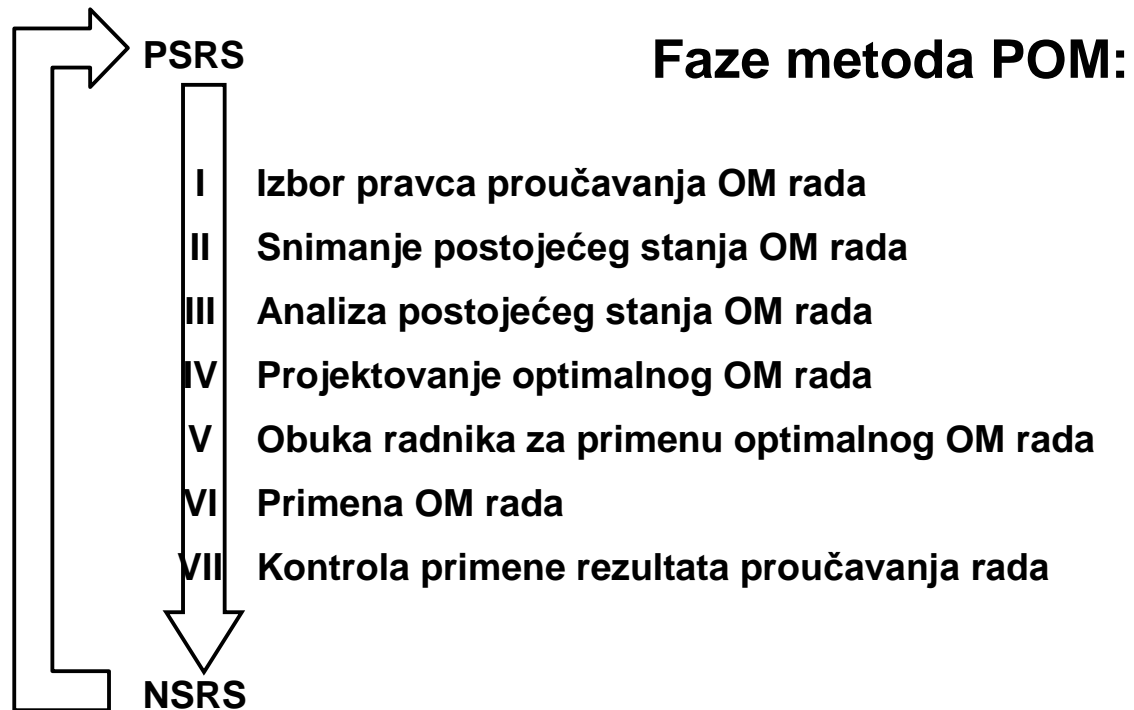 PSRS
Faze metoda POM:
I Izbor pravca proučavanja OM rada
II Snimanje postojećeg stanja OM rada
III Analiza postojećeg stanja OM rada
IV Projektovanje optimalnog OM rada
V Obuka radnika za primenu optimalnog OM rada
VI Primena OM rada
VII Kontrola primene rezultata proučavanja rada
NSRS